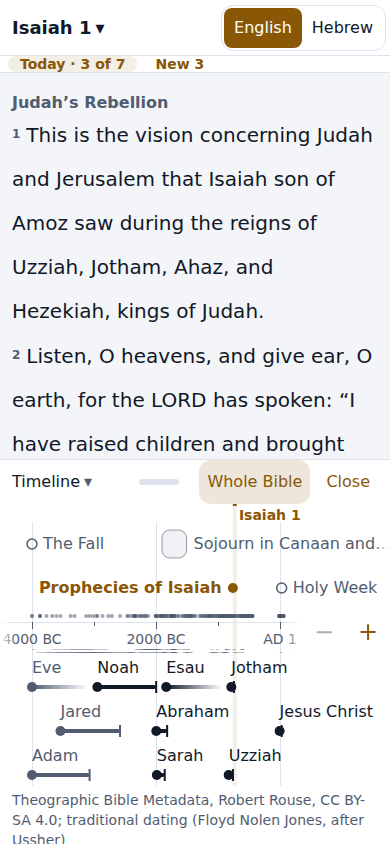 Isaiah 1 ▾
English Hebrew
Today · 3 of 7 New 3
Judah’s Rebellion
1 This is the vision concerning Judah
and Jerusalem that Isaiah son of
Amoz saw during the reigns of
Uzziah, Jotham, Ahaz, and
Hezekiah, kings of Judah.
2 Listen, O heavens, and give ear, O
earth, for the LORD has spoken: “I
have raised children and brought
Timeline ▾ Whole Bible Close
Isaiah 1
The Fall Sojourn in Canaan and…
Prophecies of Isaiah Holy Week
4000 BC 2000 BC AD 1 − +
Eve Noah Esau Jotham
Jared Abraham Jesus Christ
Adam Sarah Uzziah
Theographic Bible Metadata, Robert Rouse, CC BY-
SA 4.0; traditional dating (Floyd Nolen Jones, after
Ussher)